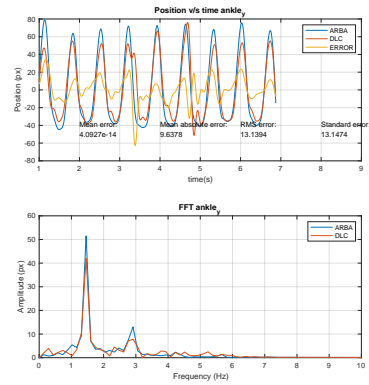 Position v/s time ankle_y
ARBA
DLC
ERROR
Position (px)
80
60
40
20
0
-20
-40
-60
-80
Mean error: Mean absolute error: RMS error: Standard error
4.0927e-14 9.6378 13.1394 13.1474
1 2 3 4 5 6 7 8 9
time(s)
FFT ankle_y
ARBA
DLC
Amplitude (px)
60
50
40
30
20
10
0
0 1 2 3 4 5 6 7 8 9 10
Frequency (Hz)